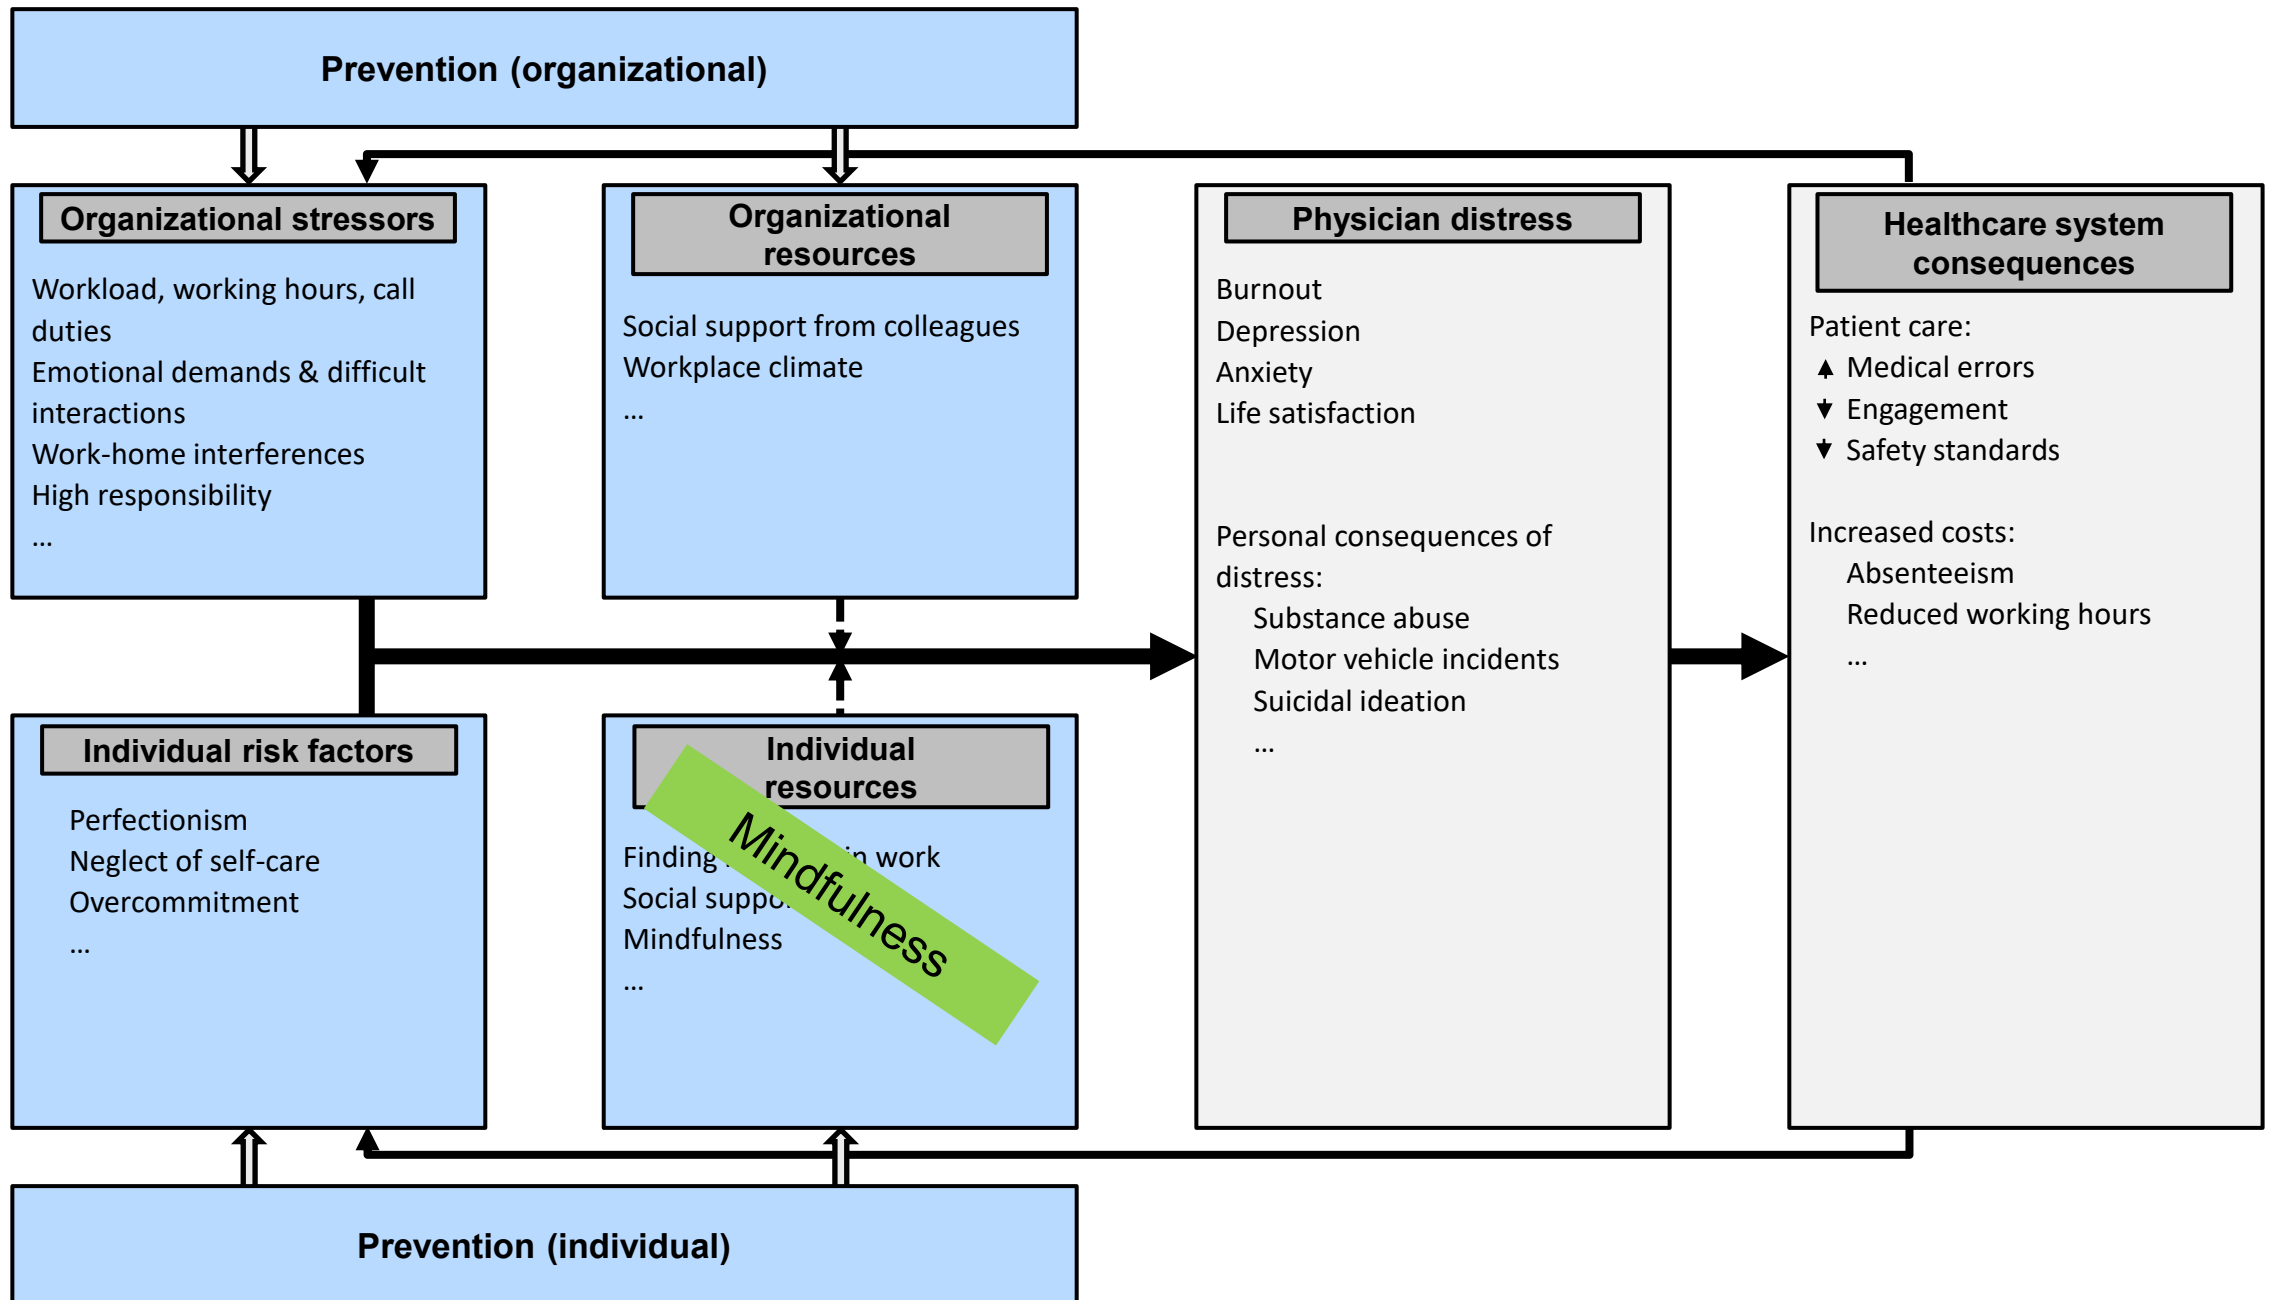 Prevention (organizational)
Organizational stressors
Workload, working hours, call
duties
Emotional demands & difficult
interactions
Work-home interferences
High responsibility
...
Organizational
resources
Social support from colleagues
Workplace climate
...
Physician distress
Burnout
Depression
Anxiety
Life satisfaction
Personal consequences of
distress:
Substance abuse
Motor vehicle incidents
Suicidal ideation
...
Healthcare system
consequences
Patient care:
Medical errors
Engagement
Safety standards
Increased costs:
Absenteeism
Reduced working hours
...
Individual risk factors
Perfectionism
Neglect of self-care
Overcommitment
...
Individual
resources
Finding in work
Social
Mindfulness
...
Mindfulness
Prevention (individual)